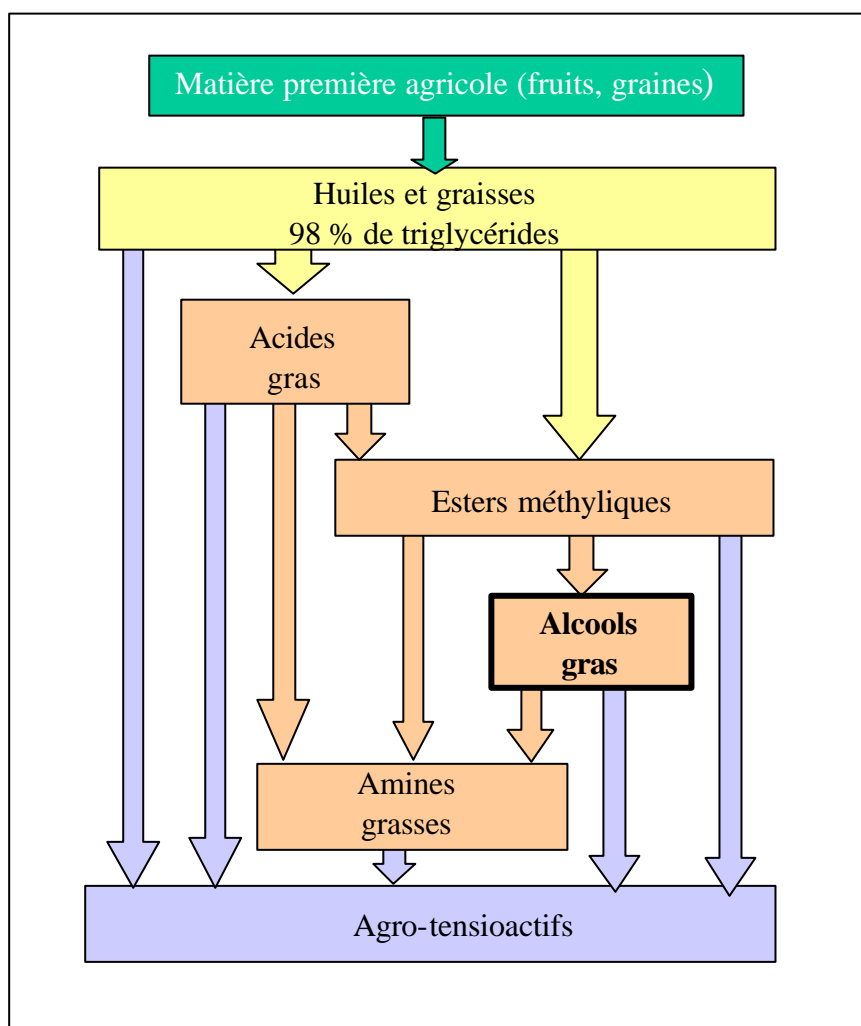 Matière première agricole (fruits, graines)
Huiles et graisses
98 % de triglycérides
Acides
gras
Esters méthyliques
Alcools
gras
Amines
grasses
Agro-tensioactifs